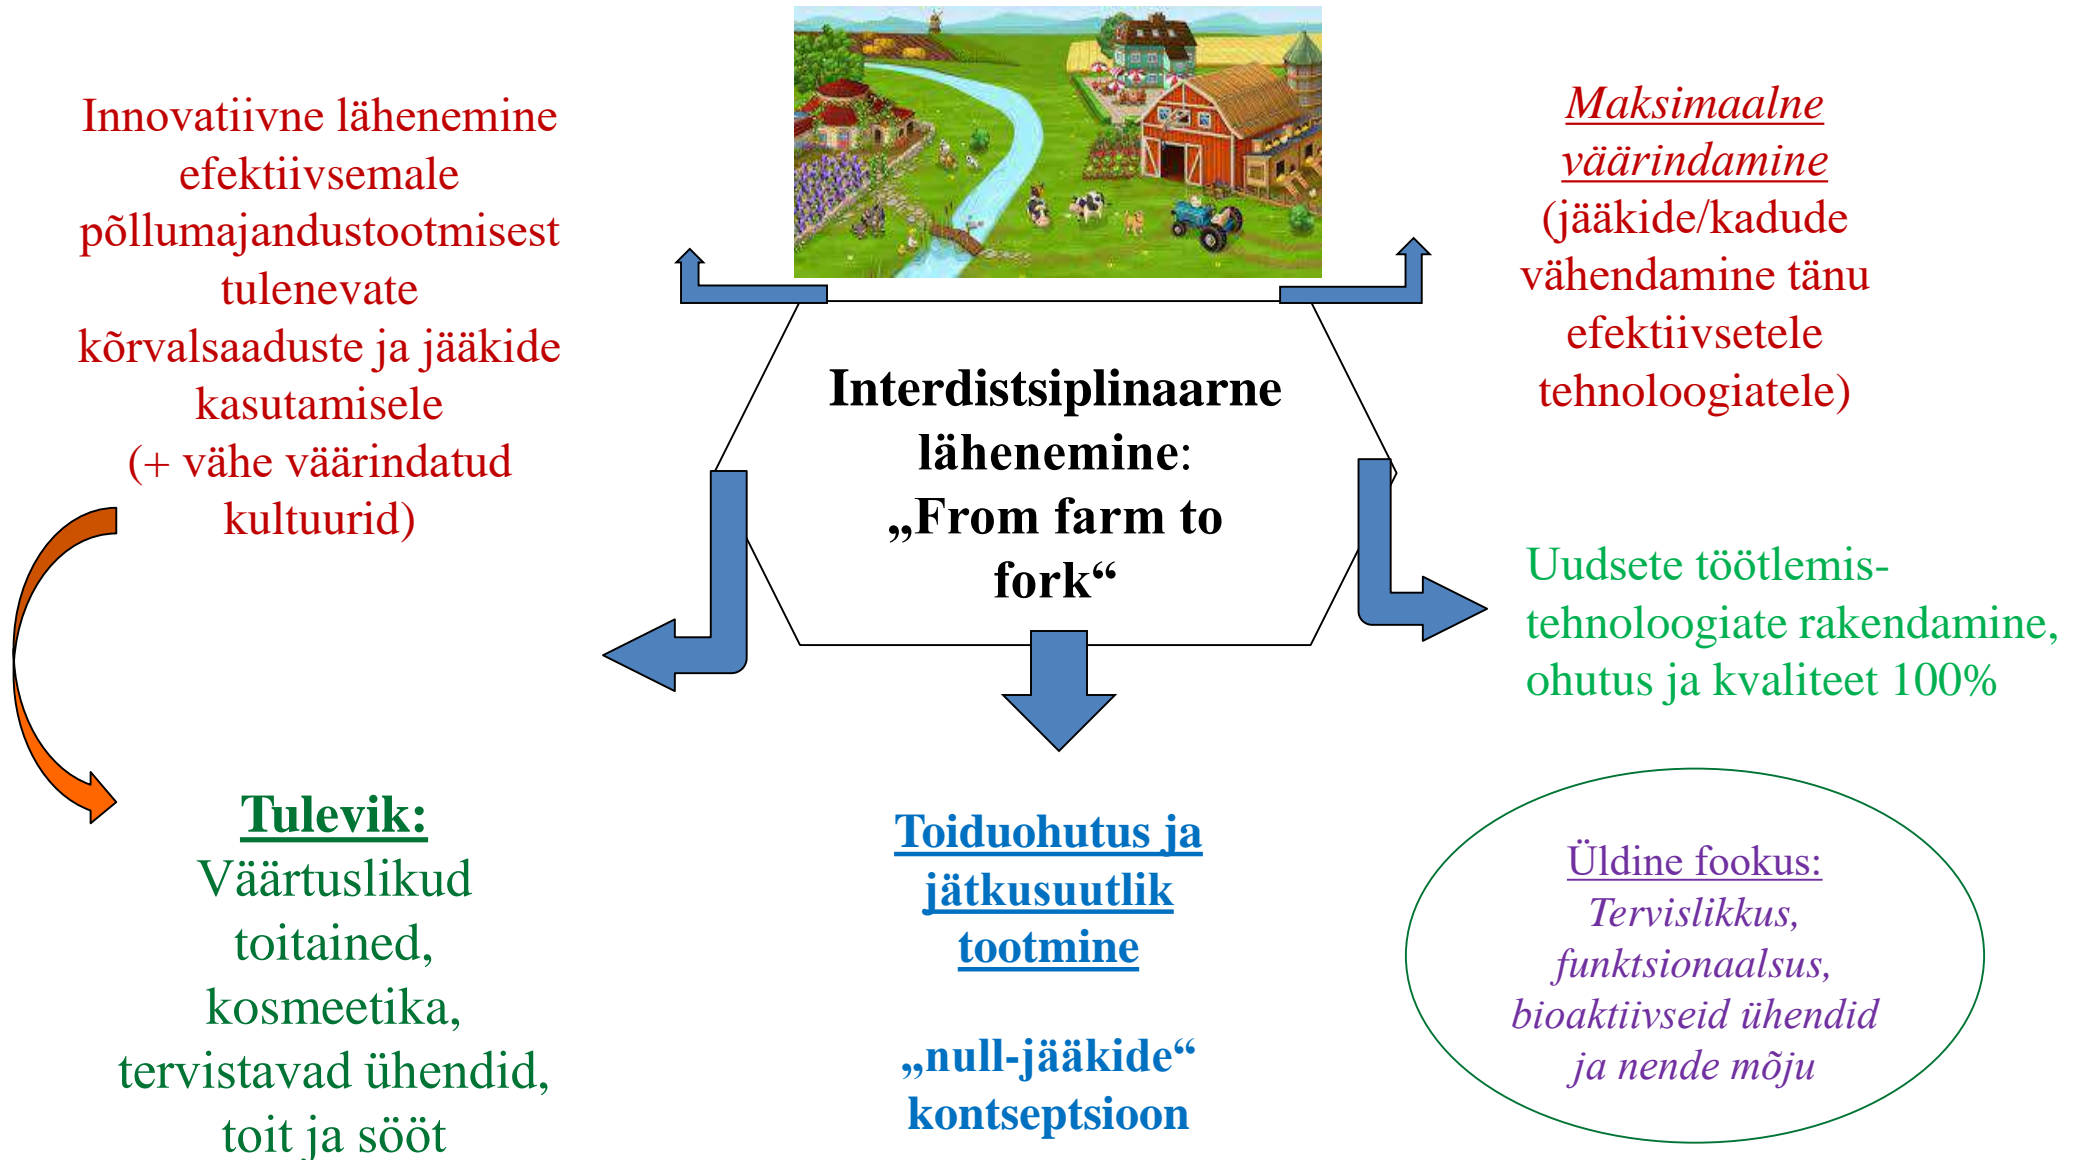 Innovatiivne lähenemine
efektiivsemale
põllumajandustootmisest
tulenevate
kõrvalsaaduste ja jääkide
kasutamisele
(+ vähe väärindatud
kultuurid)
Maksimaalne
väärindamine
(jääkide/kadude
vähendamine tänu
efektiivsetele
tehnoloogiatele)
Interdistsiplinaarne
lähenemine:
„From farm to
fork“
Uudsete töötlemis-
tehnoloogiate rakendamine,
ohutus ja kvaliteet 100%
Tulevik:
Väärtuslikud
toitained,
kosmeetika,
tervistavad ühendid,
toit ja sööt
Toiduohutus ja
jätkusuutlik
tootmine
„null-jääkide“
kontseptsioon
Üldine fookus:
Tervislikkus,
funktsionaalsus,
bioaktiivseid ühendid
ja nende mõju